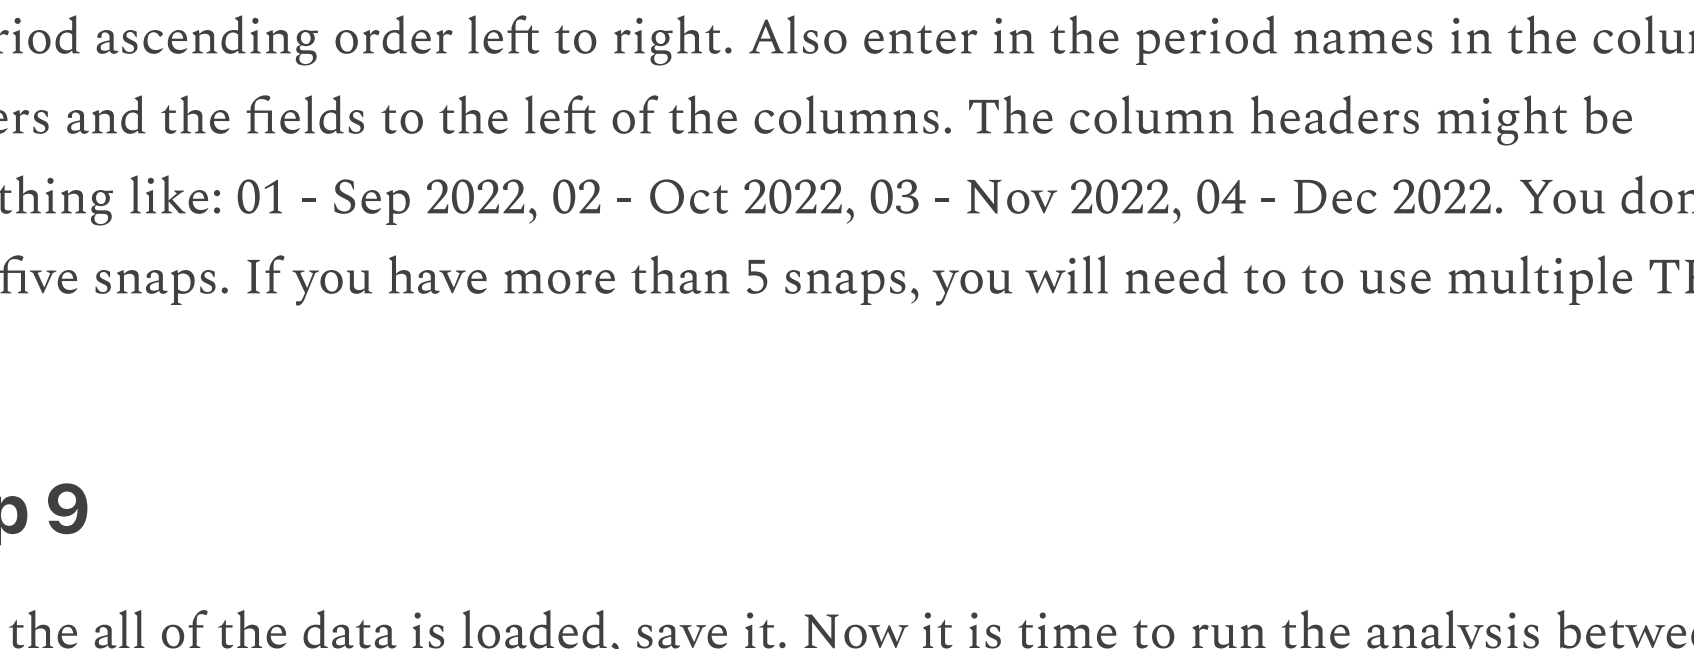 riod ascending order left to right. Also enter in the period names in the colu
ers and the fields to the left of the columns. The column headers might be
thing like: 01 - Sep 2022, 02 - Oct 2022, 03 - Nov 2022, 04 - Dec 2022. You don
five snaps. If you have more than 5 snaps, you will need to to use multiple
p 9
the all of the data is loaded, save it. Now it is time to run the analysis betwe